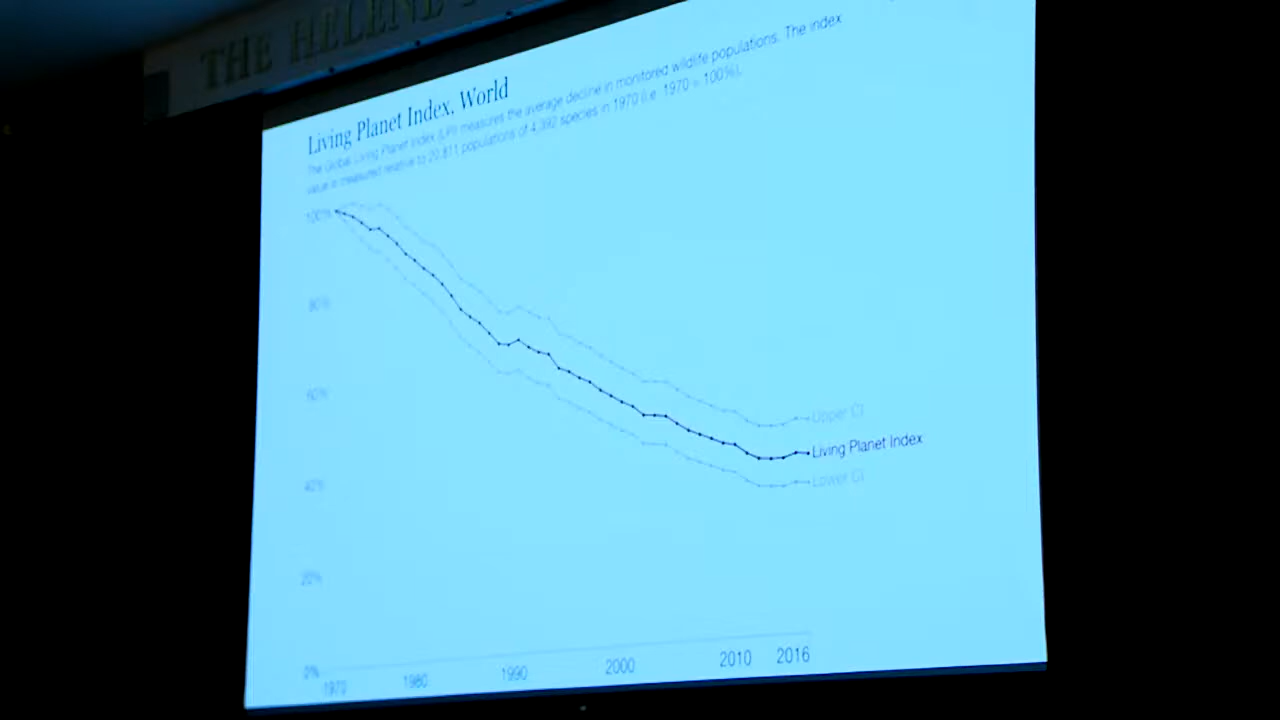 THE HELENE
Living Planet Index, World
The Global Living Planet Index (LPI) measures the average decline in monitored wildlife populations. The index
value in measured relative to 20,811 populations of 4,392 species in 1970 (i.e. 1970 = 100%).
100%
80%
60%
40%
20%
0%
Upper CI
Living Planet Index
Lower CI
1970
1980
1990
2000
2010
2016